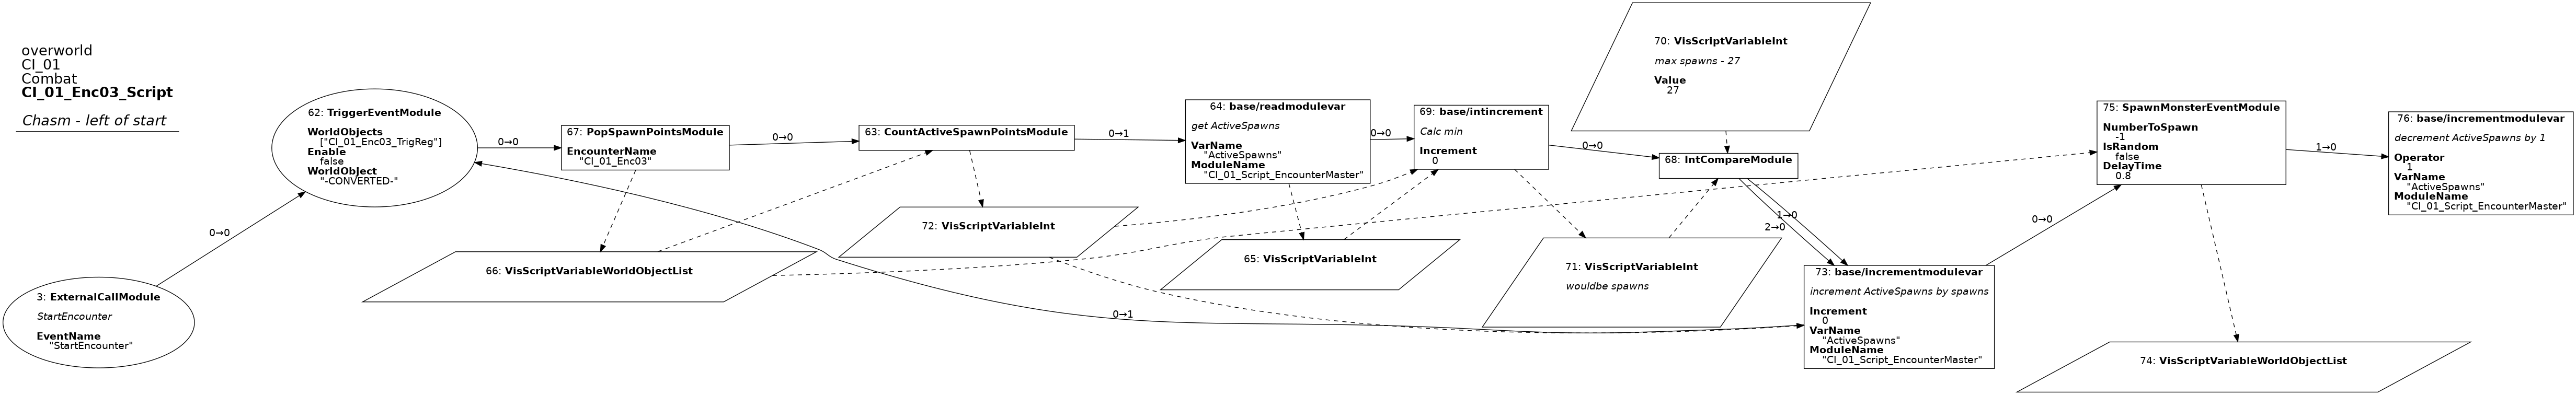 overworld
CI_01
Combat
CI_01_Enc03_Script
Chasm - left of start
3: ExternalCallModule
StartEncounter
EventName
"StartEncounter"
0→0
62: TriggerEventModule
WorldObjects
["CI_01_Enc03_TrigReg"]
Enable
false
WorldObject
"-CONVERTED-"
0→0
67: PopSpawnPointsModule
EncounterName
"CI_01_Enc03"
0→0
66: VisScriptVariableWorldObjectList
63: CountActiveSpawnPointsModule
0→1
72: VisScriptVariableInt
0→1
64: base/readmodulevar
get ActiveSpawns
VarName
"ActiveSpawns"
ModuleName
"CI_01_Script_EncounterMaster"
0→0
65: VisScriptVariableInt
69: base/intincrement
Calc min
Increment
0
0→0
71: VisScriptVariableInt
wouldbe spawns
70: VisScriptVariableInt
max spawns - 27
Value
27
68: IntCompareModule
1→0
2→0
73: base/incrementmodulevar
increment ActiveSpawns by spawns
Increment
0
VarName
"ActiveSpawns"
ModuleName
"CI_01_Script_EncounterMaster"
0→0
75: SpawnMonsterEventModule
NumberToSpawn
-1
IsRandom
false
DelayTime
0.8
1→0
74: VisScriptVariableWorldObjectList
76: base/incrementmodulevar
decrement ActiveSpawns by 1
Operator
1
VarName
"ActiveSpawns"
ModuleName
"CI_01_Script_EncounterMaster"